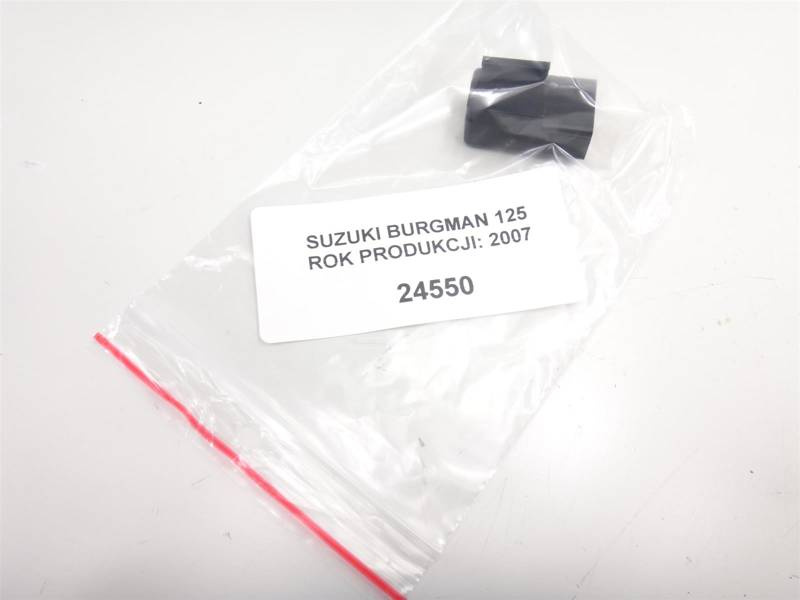 SUZUKI BURGMAN 125
ROK PRODUKCJI: 2007
24550